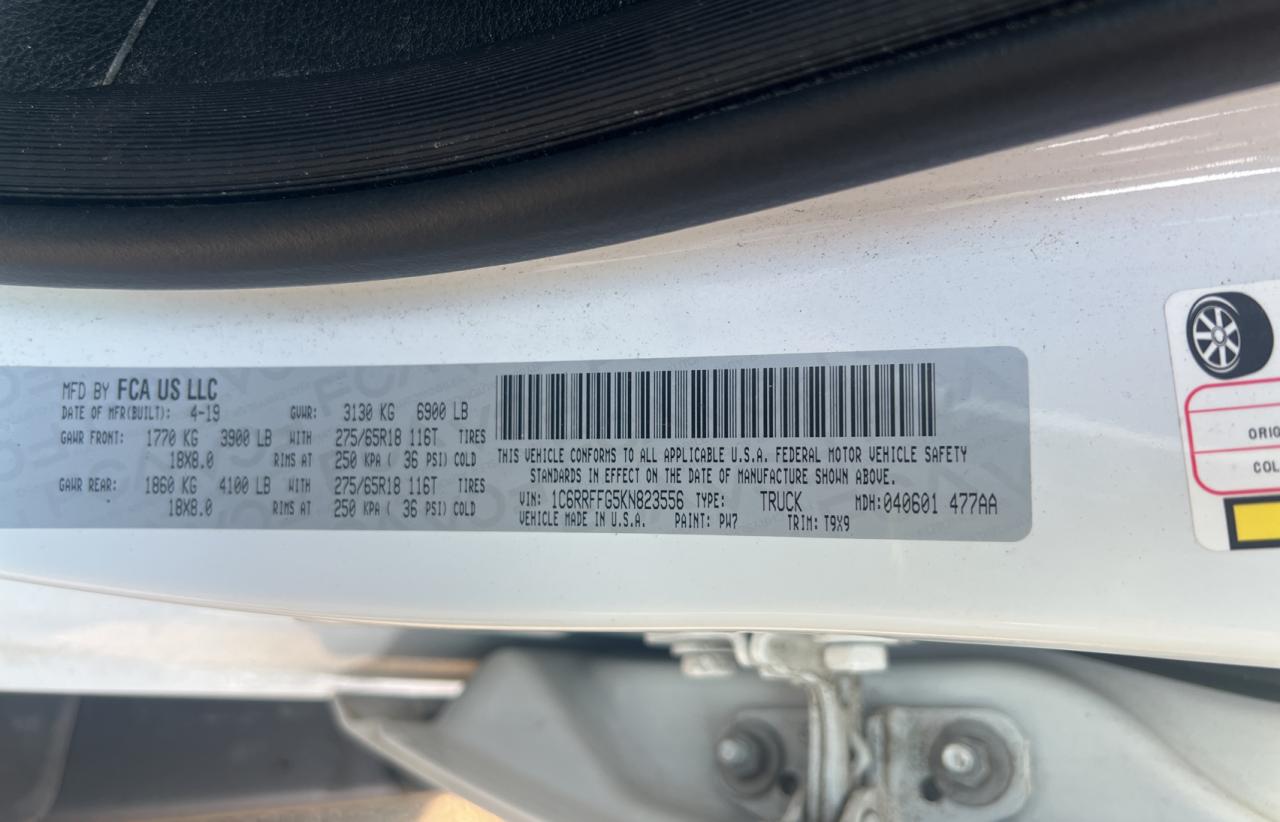 MFD BY FCA US LLC
DATE OF MFR(BUILT): 4-19 GVWR: 3130 KG 6900 LB
GAWR FRONT: 1770 KG 3900 LB WITH 275/65R18 116T TIRES
18X8.0 RIMS AT 250 KPA ( 36 PSI) COLD
GAWR REAR: 1860 KG 4100 LB WITH 275/65R18 116T TIRES
18X8.0 RIMS AT 250 KPA ( 36 PSI) COLD
THIS VEHICLE CONFORMS TO ALL APPLICABLE U.S.A. FEDERAL MOTOR VEHICLE SAFETY
STANDARDS IN EFFECT ON THE DATE OF MANUFACTURE SHOWN ABOVE.
VIN: 1C6RRFFG5KN823556 TYPE: TRUCK MDH: 040601 477AA
VEHICLE MADE IN U.S.A. PAINT: PW7 TRIM: T9X9